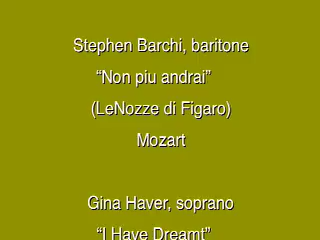 Stephen Barchi, baritone
“Non piu andrai”
(LeNozze di Figaro)
Mozart
Gina Haver, soprano
“I Have Dreamt”